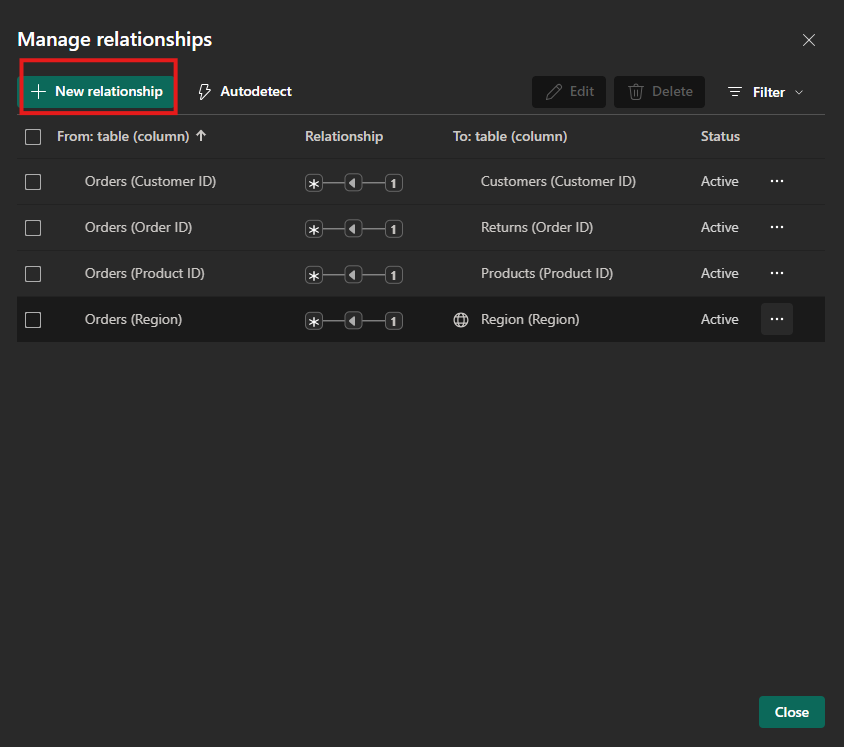 Manage relationships
New relationship Autodetect Edit Delete Filter
From: table (column) Relationship To: table (column) Status
Orders (Customer ID) * 1 Customers (Customer ID) Active ...
Orders (Order ID) * 1 Returns (Order ID) Active ...
Orders (Product ID) * 1 Products (Product ID) Active ...
Orders (Region) * 1 Region (Region) Active ...
Close